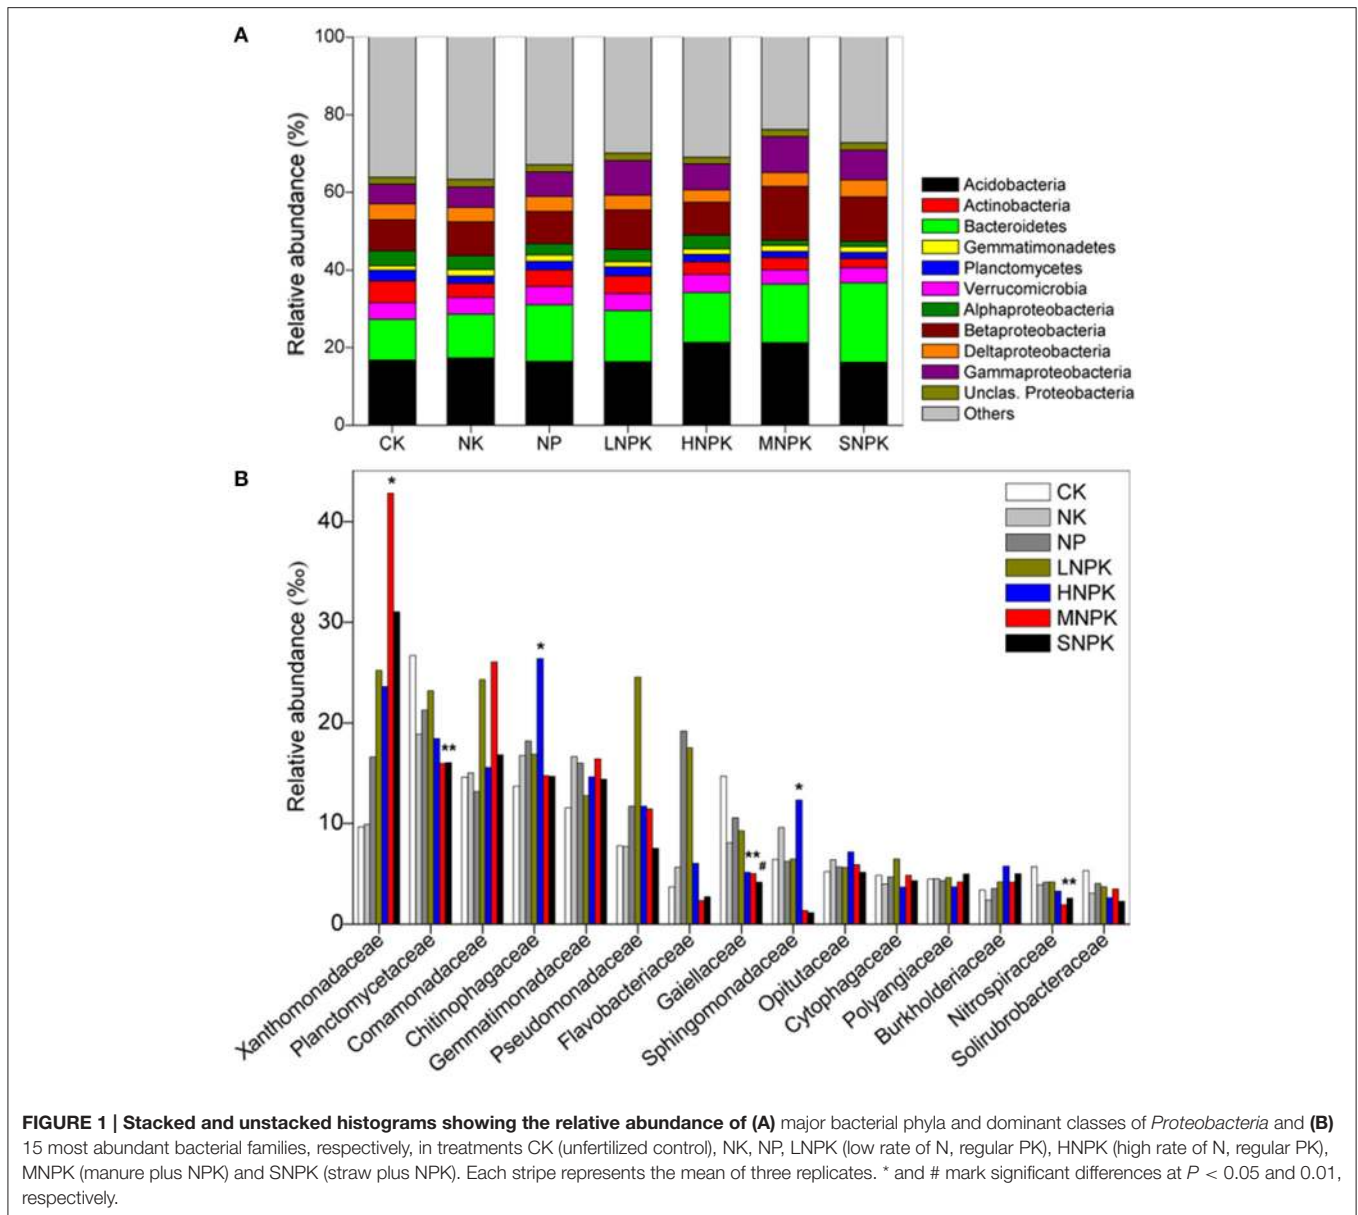 A
100
80
60
40
20
0
Relative abundance (%)
CK NK NP LNPK HNPK MNPK SNPK
Acidobacteria
Actinobacteria
Bacteroidetes
Gemmatimonadetes
Planctomycetes
Verrucomicrobia
Alphaproteobacteria
Betaproteobacteria
Deltaproteobacteria
Gammaproteobacteria
Unclas. Proteobacteria
Others
B
40
30
20
10
0
Relative abundance (‰)
*
**
*
**
#
*
**
CK
NK
NP
LNPK
HNPK
MNPK
SNPK
Xanthomonadaceae
Planctomycetaceae
Comamonadaceae
Chitinophagaceae
Gemmatimonadaceae
Pseudomonadaceae
Flavobacteriaceae
Gaiellaceae
Sphingomonadaceae
Opitutaceae
Cytophagaceae
Polyangiaceae
Burkholderiaceae
Nitrospiraceae
Solirubrobacteraceae
FIGURE 1 | Stacked and unstacked histograms showing the relative abundance of (A) major bacterial phyla and dominant classes of Proteobacteria and (B)
15 most abundant bacterial families, respectively, in treatments CK (unfertilized control), NK, NP, LNPK (low rate of N, regular PK), HNPK (high rate of N, regular PK),
MNPK (manure plus NPK) and SNPK (straw plus NPK). Each stripe represents the mean of three replicates. * and # mark significant differences at P < 0.05 and 0.01,
respectively.